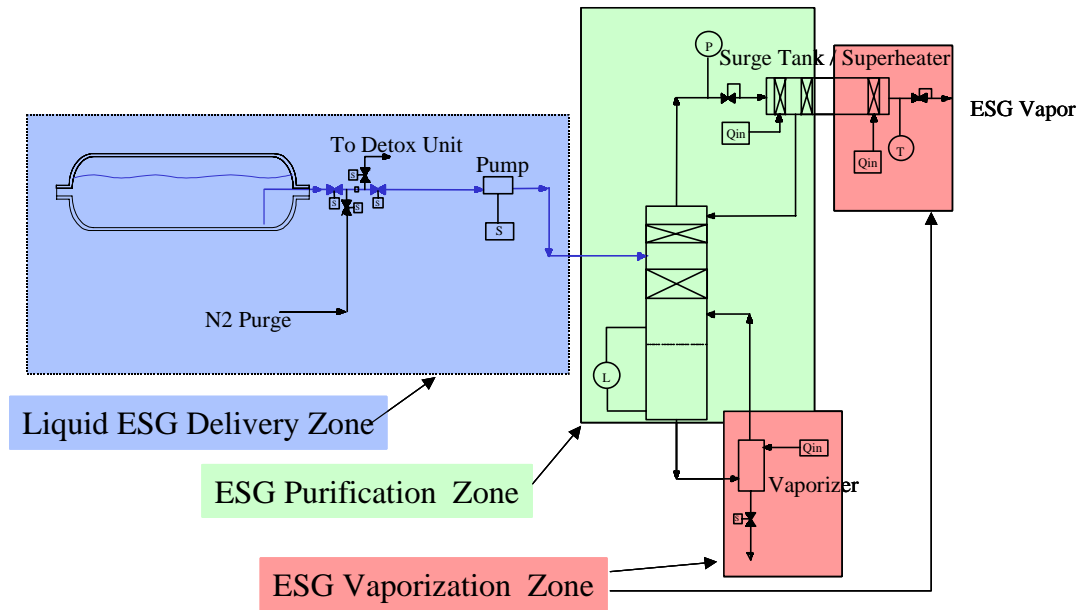 P
Surge Tank / Superheater
ESG Vapor
Qin
Qin
T
To Detox Unit
Pump
S
S
S
S
S
N2 Purge
L
Liquid ESG Delivery Zone
Qin
ESG Purification Zone
Vaporizer
S
ESG Vaporization Zone